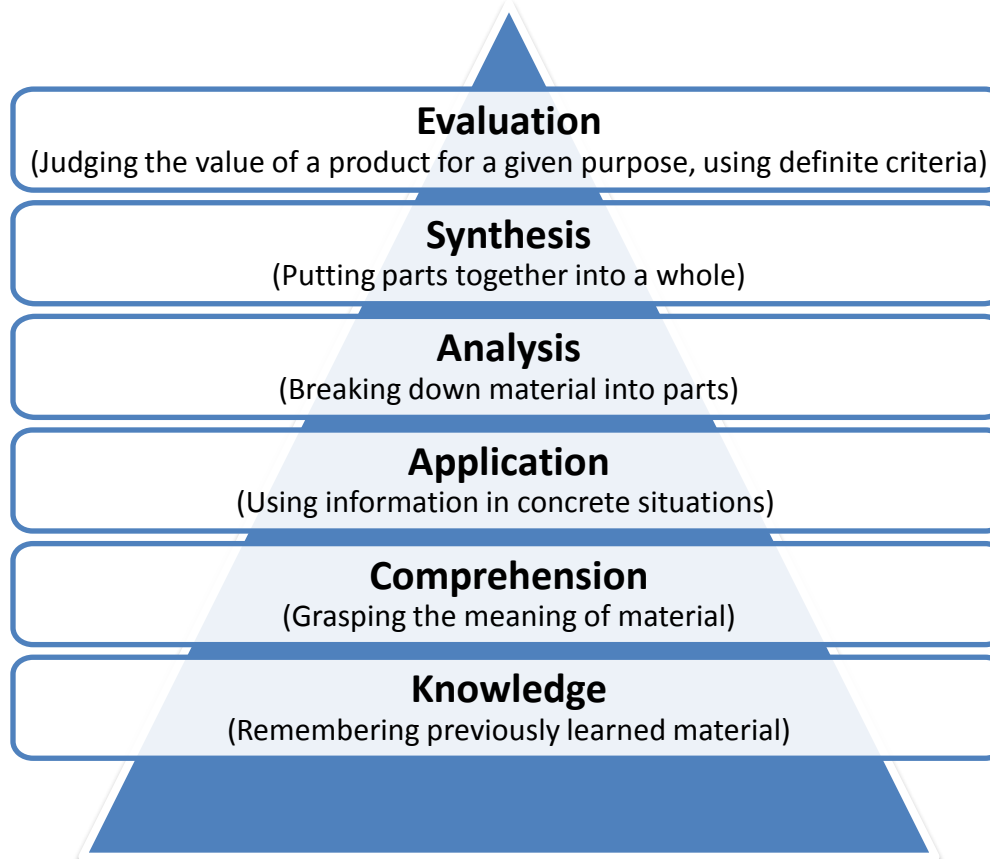 Evaluation
(Judging the value of a product for a given purpose, using definite criteria)
Synthesis
(Putting parts together into a whole)
Analysis
(Breaking down material into parts)
Application
(Using information in concrete situations)
Comprehension
(Grasping the meaning of material)
Knowledge
(Remembering previously learned material)